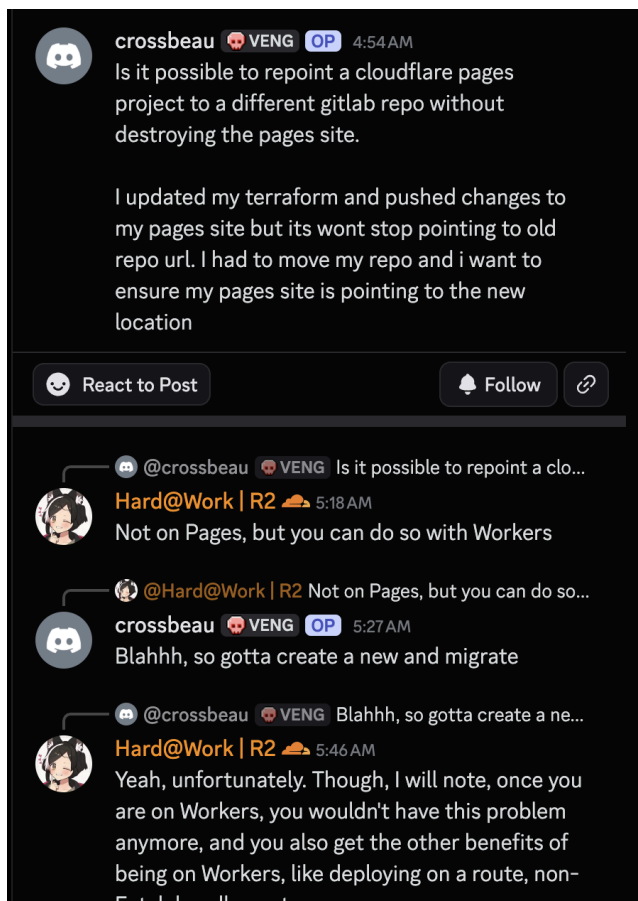 crossbeau VENG OP 4:54 AM
Is it possible to repoint a cloudflare pages
project to a different gitlab repo without
destroying the pages site.
I updated my terraform and pushed changes to
my pages site but its wont stop pointing to old
repo url. I had to move my repo and i want to
ensure my pages site is pointing to the new
location
React to Post
Follow
@crossbeau VENG Is it possible to repoint a clo...
Hard@Work | R2 5:18 AM
Not on Pages, but you can do so with Workers
@Hard@Work | R2 Not on Pages, but you can do so...
crossbeau VENG OP 5:27 AM
Blahhh, so gotta create a new and migrate
@crossbeau VENG Blahhh, so gotta create a ne...
Hard@Work | R2 5:46 AM
Yeah, unfortunately. Though, I will note, once you
are on Workers, you wouldn't have this problem
anymore, and you also get the other benefits of
being on Workers, like deploying on a route, non-